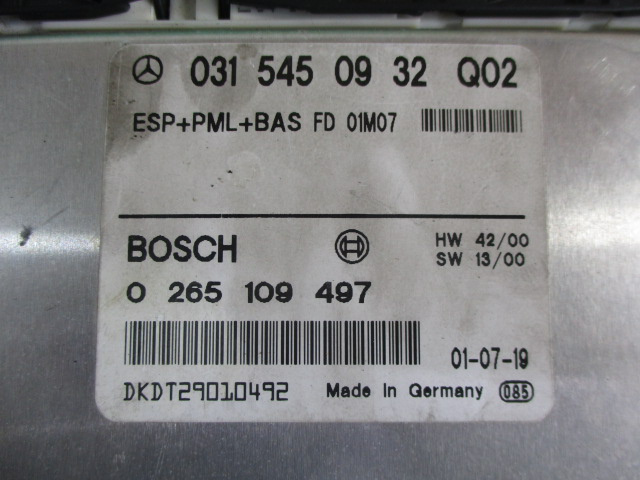 031 545 09 32 Q02
ESP+PML+BAS FD 01M07
BOSCH
HW 42/00
SW 13/00
0 265 109 497
01-07-19
DKDT29010492 Made in Germany 085